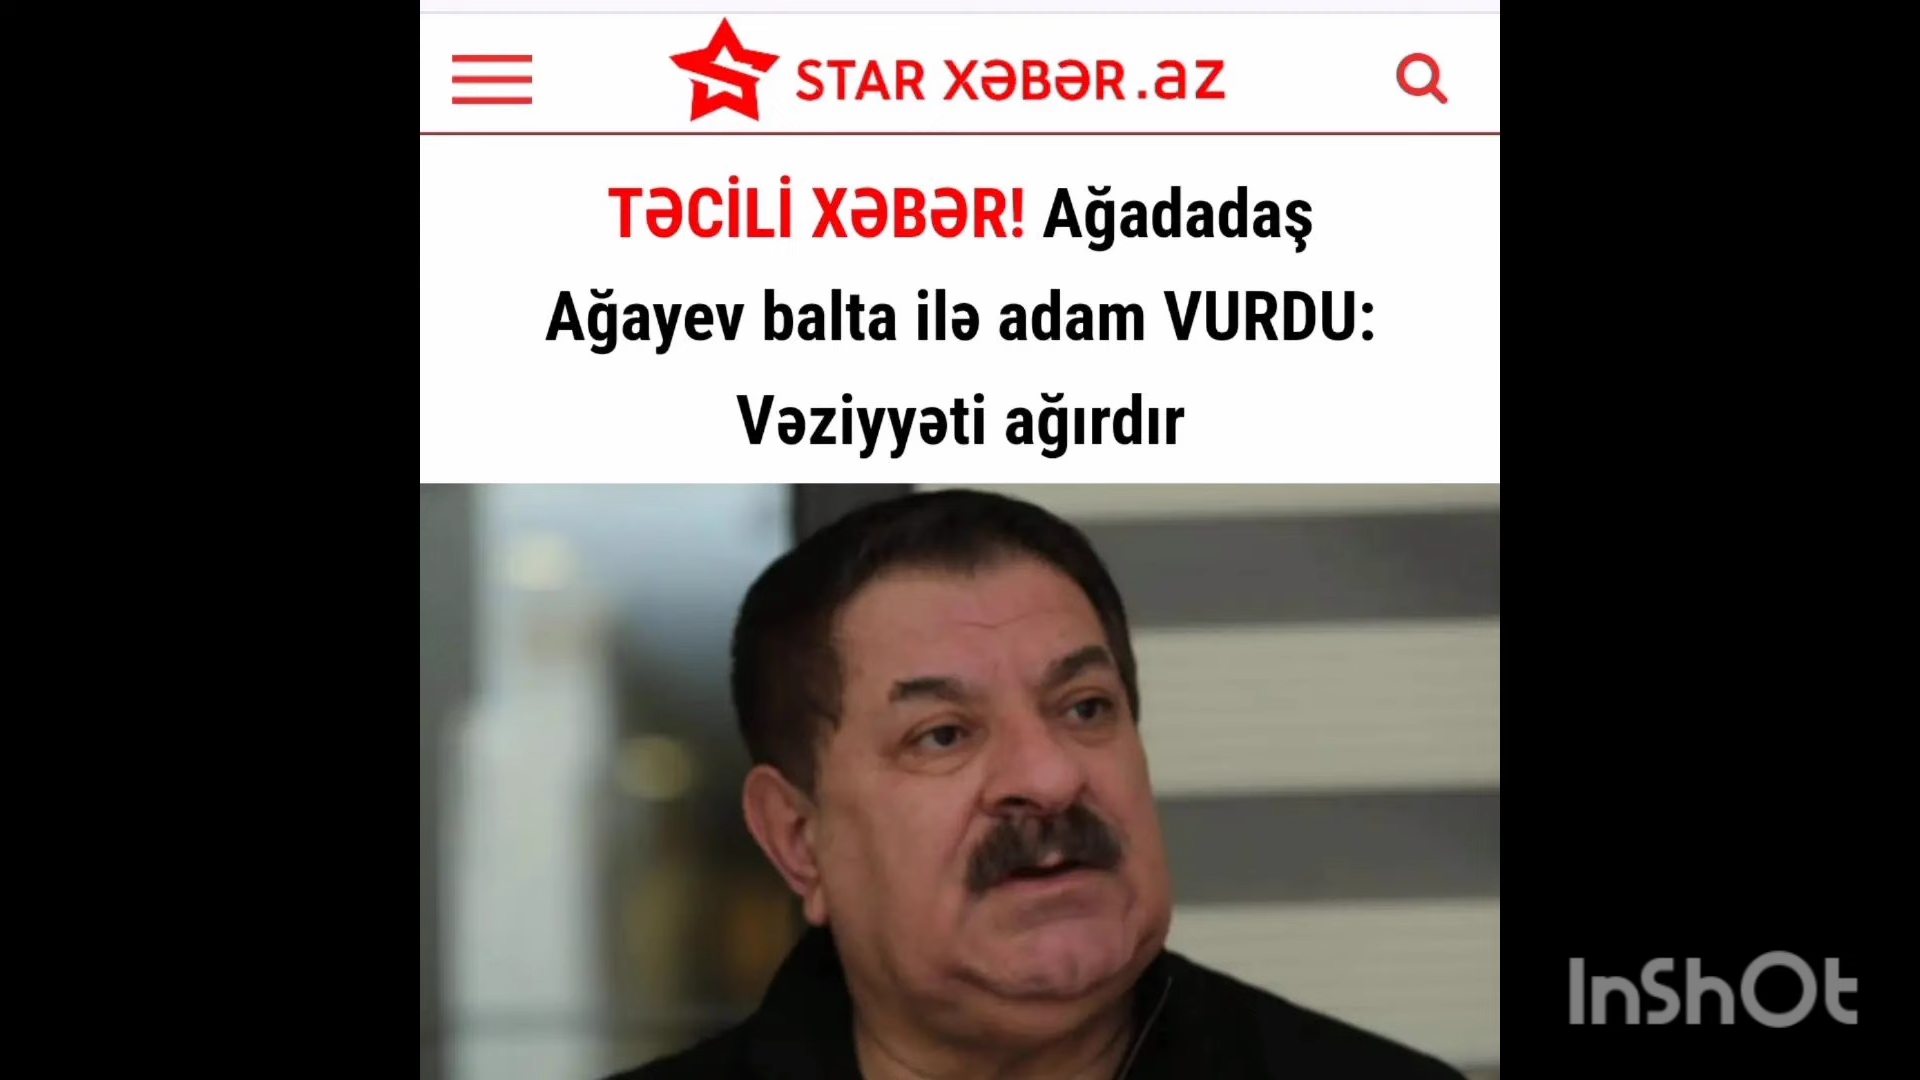 STAR XƏBƏR.az
TƏCİLİ XƏBƏR! Ağadadaş
Ağayev balta ilə adam VURDU:
Vəziyyəti ağırdır
InShOt